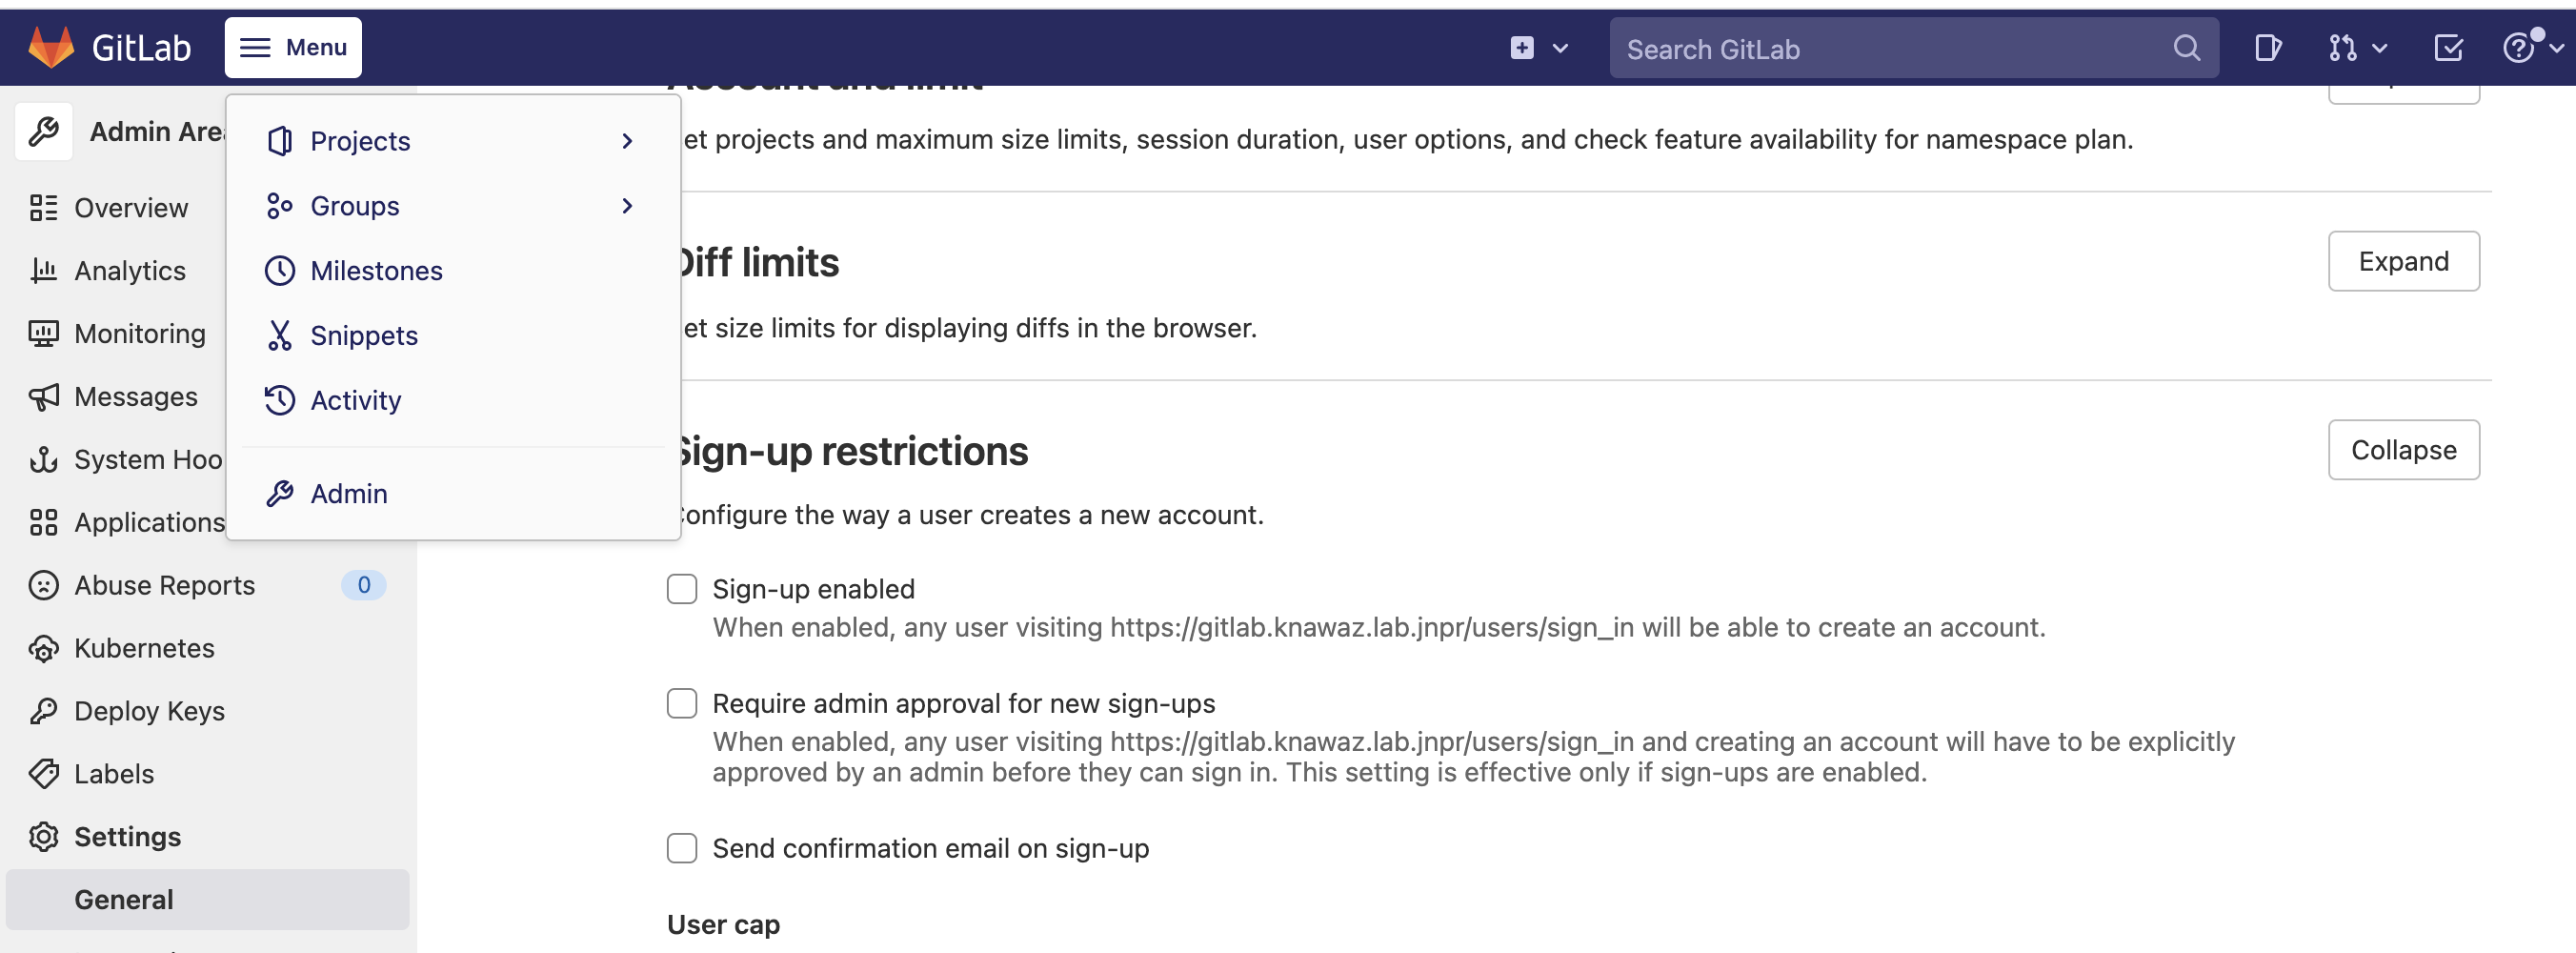 GitLab
Menu
Search GitLab
Admin Area
Projects
Groups
Milestones
Snippets
Activity
Admin
Overview
Analytics
Monitoring
Messages
System Hoo
Applications
Abuse Reports 0
Kubernetes
Deploy Keys
Labels
Settings
General
Account and limit
et projects and maximum size limits, session duration, user options, and check feature availability for namespace plan.
Diff limits
Expand
et size limits for displaying diffs in the browser.
Sign-up restrictions
Collapse
Configure the way a user creates a new account.
Sign-up enabled
When enabled, any user visiting https://gitlab.knawaz.lab.jnpr/users/sign_in will be able to create an account.
Require admin approval for new sign-ups
When enabled, any user visiting https://gitlab.knawaz.lab.jnpr/users/sign_in and creating an account will have to be explicitly
approved by an admin before they can sign in. This setting is effective only if sign-ups are enabled.
Send confirmation email on sign-up
User cap